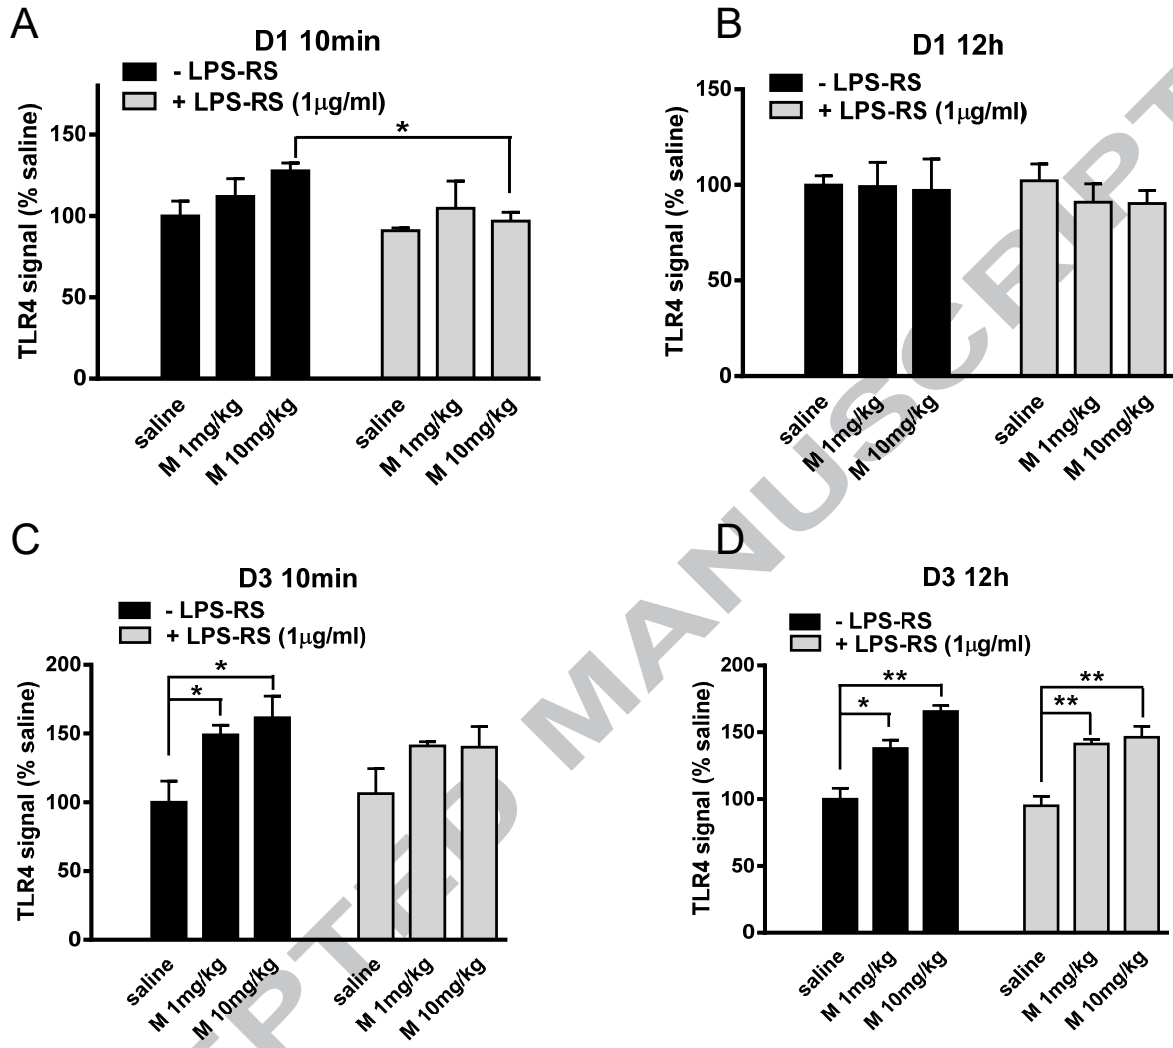 A
D1 10min
- LPS-RS
+ LPS-RS (1μg/ml)
TLR4 signal (% saline)
150
100
50
0
*
saline
M 1mg/kg
M 10mg/kg
saline
M 1mg/kg
M 10mg/kg
B
D1 12h
- LPS-RS
+ LPS-RS (1μg/ml)
TLR4 signal (% saline)
150
100
50
0
saline
M 1mg/kg
M 10mg/kg
saline
M 1mg/kg
M 10mg/kg
C
D3 10min
- LPS-RS
+ LPS-RS (1μg/ml)
TLR4 signal (% saline)
200
150
100
50
0
*
*
saline
M 1mg/kg
M 10mg/kg
saline
M 1mg/kg
M 10mg/kg
D
D3 12h
- LPS-RS
+ LPS-RS (1μg/ml)
TLR4 signal (% saline)
200
150
100
50
0
**
*
**
**
saline
M 1mg/kg
M 10mg/kg
saline
M 1mg/kg
M 10mg/kg
PTED MANUSCRIPT